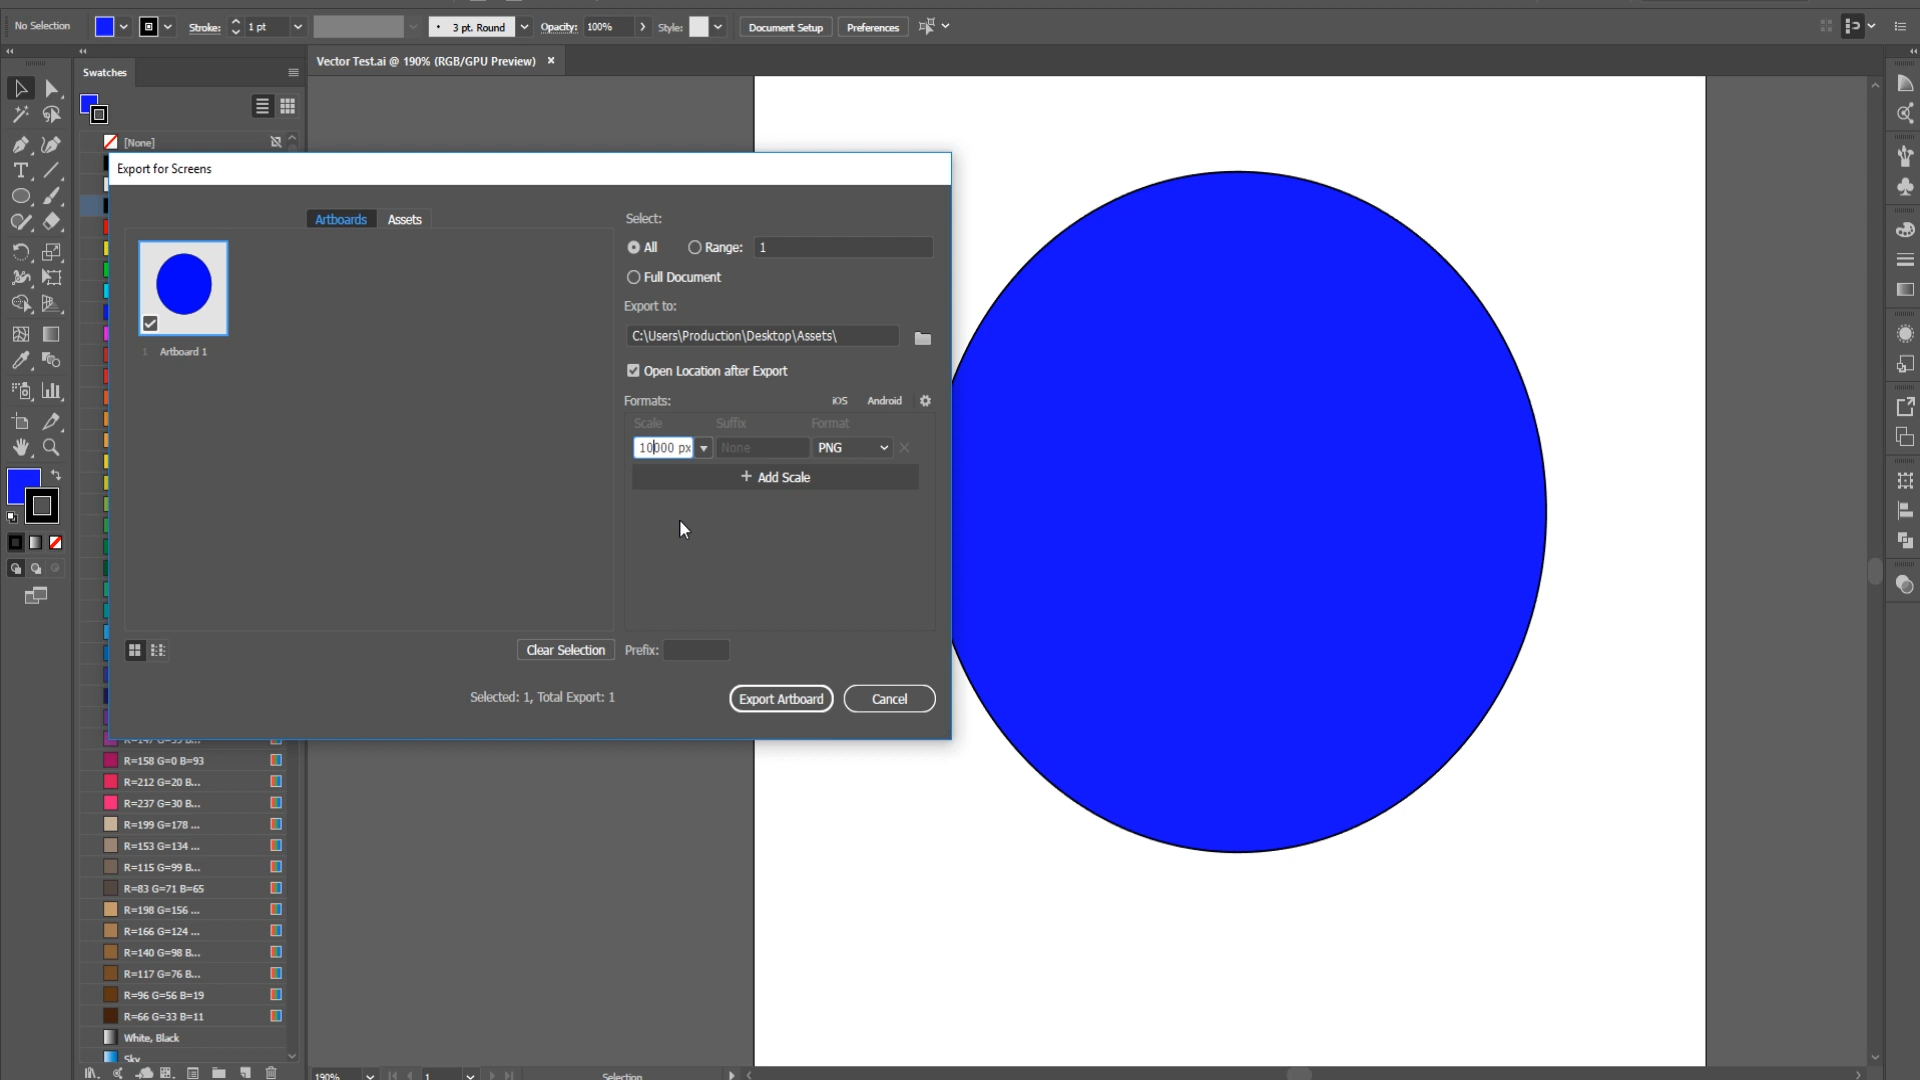 No Selection
Stroke:
1 pt
3 pt. Round
Opacity:
100%
Style:
Document Setup
Preferences
Swatches
Vector Test.ai @ 190% (RGB/GPU Preview)
[None]
Export for Screens
Artboards
Assets
Select:
All
Range:
1
Full Document
Export to:
C:\Users\Production\Desktop\Assets\
1 Artboard 1
Open Location after Export
Formats:
iOS
Android
Scale
Suffix
Format
10000 px
None
PNG
+ Add Scale
Clear Selection
Prefix:
Selected: 1, Total Export: 1
Export Artboard
Cancel
R=147 G=39 B...
R=158 G=0 B=93
R=212 G=20 B...
R=237 G=30 B...
R=199 G=178 ...
R=153 G=134 ...
R=115 G=99 B...
R=83 G=71 B=65
R=198 G=156 ...
R=166 G=124 ...
R=140 G=98 B...
R=117 G=76 B...
R=96 G=56 B=19
R=66 G=33 B=11
White, Black
Sky
190%
1
Selection